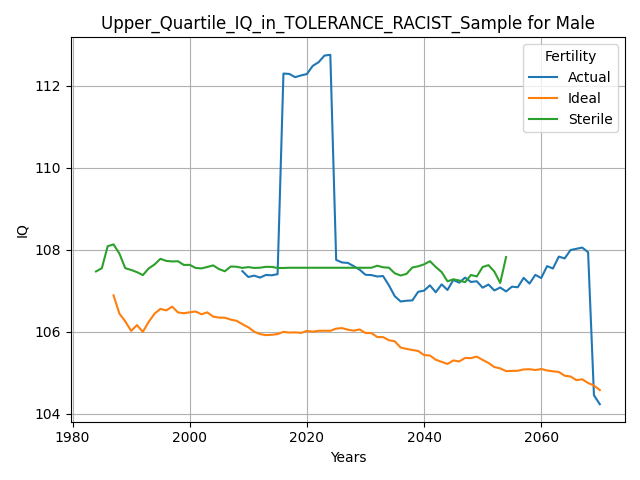 Upper_Quartile_IQ_in_TOLERANCE_RACIST_Sample for Male
Fertility
Actual
Ideal
Sterile
112
110
108
106
104
IQ
1980
2000
2020
2040
2060
Years